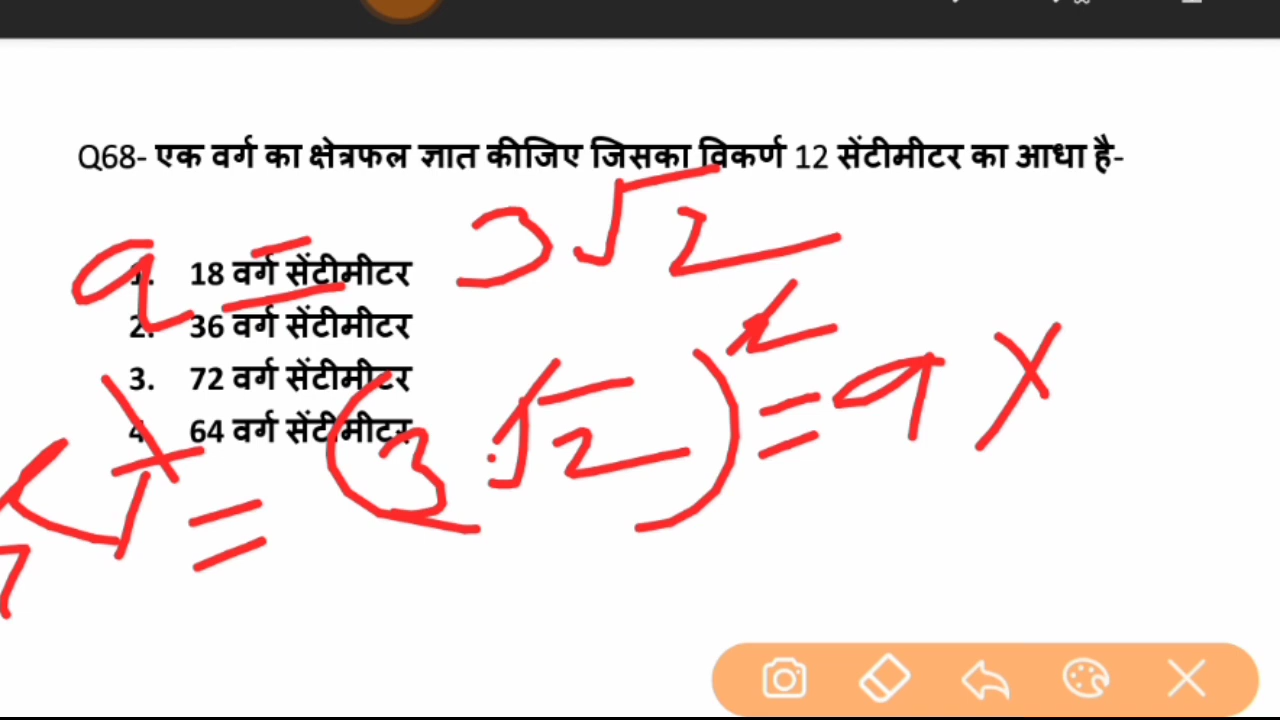 Q68- एक वर्ग का क्षेत्रफल ज्ञात कीजिए जिसका विकर्ण 12 सेंटीमीटर का आधा है-
a = 3√2
1. 18 वर्ग सेंटीमीटर
2. 36 वर्ग सेंटीमीटर
3. 72 वर्ग सेंटीमीटर
4. 64 वर्ग सेंटीमीटर
= (3√2)² = 9 ×